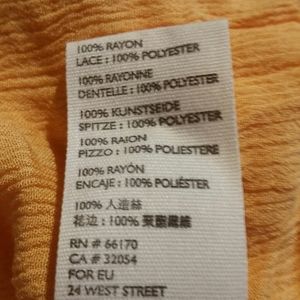 100% RAYON
LACE : 100% POLYESTER
100% RAYONNE
DENTELLE : 100% POLYESTER
100% KUNSTSEIDE
SPITZE : 100% POLYESTER
100% RAION
PIZZO : 100% POLIESTERE
100% RAYÓN
ENCAJE : 100% POLIÉSTER
100% 人造絲
花边 : 100% 聚酯纖維
RN # 66170
CA # 32054
FOR EU
24 WEST STREET